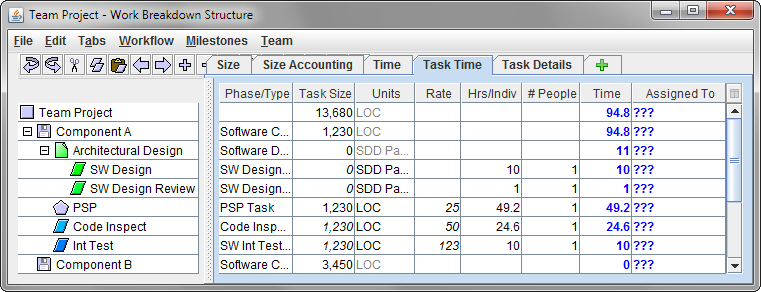 Team Project - Work Breakdown Structure
File Edit Tabs Workflow Milestones Team
Size Size Accounting Time Task Time Task Details
Phase/Type Task Size Units Rate Hrs/Indiv # People Time Assigned To
Team Project 13,680 LOC 94.8 ???
Component A Software C... 1,230 LOC 94.8 ???
Architectural Design Software D... 0 SDD Pa... 11 ???
SW Design SW Design... 0 SDD Pa... 10 1 10 ???
SW Design Review SW Design... 0 SDD Pa... 1 1 1 ???
PSP PSP Task 1,230 LOC 25 49.2 1 49.2 ???
Code Inspect Code Insp... 1,230 LOC 50 24.6 1 24.6 ???
Int Test SW Int Test... 1,230 LOC 123 10 1 10 ???
Component B Software C... 3,450 LOC 0 ???